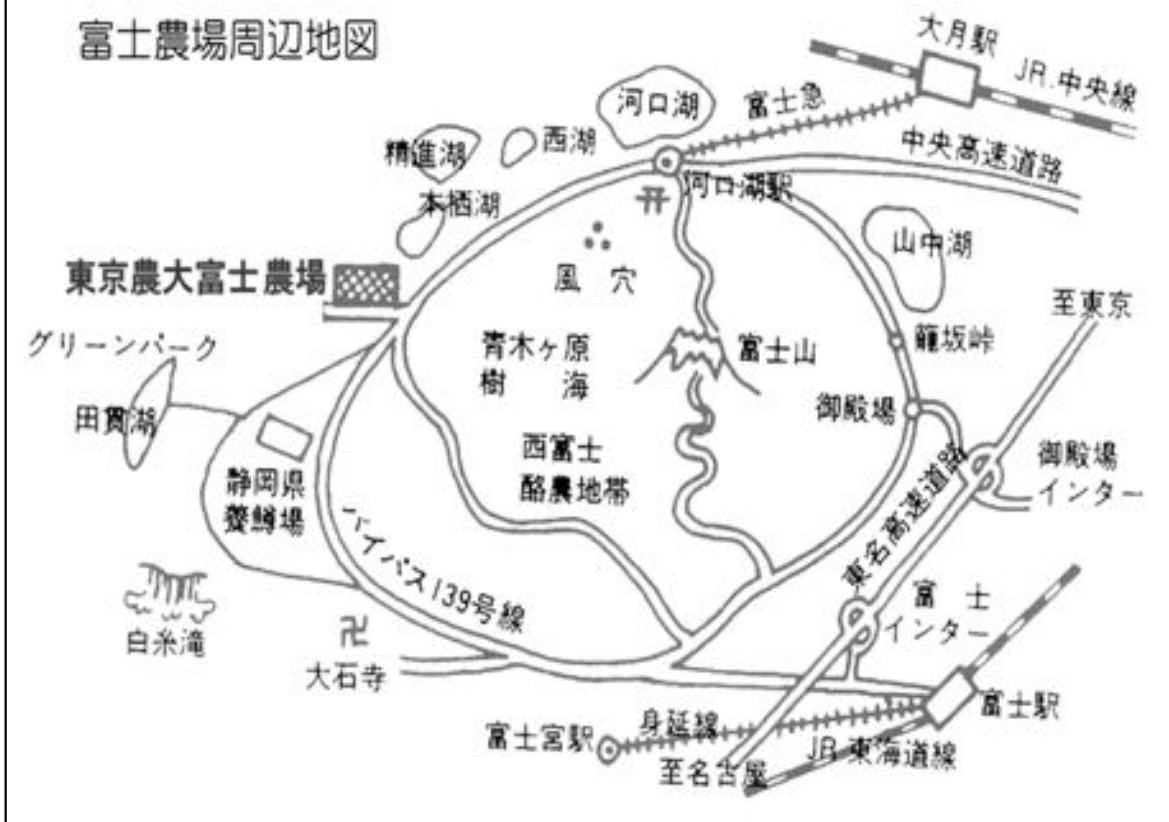 富士農場周辺地図
大月駅
JR.中央線
富士急
河口湖
西湖
精進湖
本栖湖
中央高速道路
河口湖駅
山中湖
風穴
東京農大富士農場
至東京
グリーンパーク
青木ヶ原
樹海
富士山
籠坂峠
田貫湖
御殿場
西富士
酪農地帯
御殿場
インター
静岡県
養鱒場
東名高速道路
バイパス139号線
富士
インター
白糸滝
卍
大石寺
富士駅
身延線
富士宮駅
JR.東海道線
至名古屋